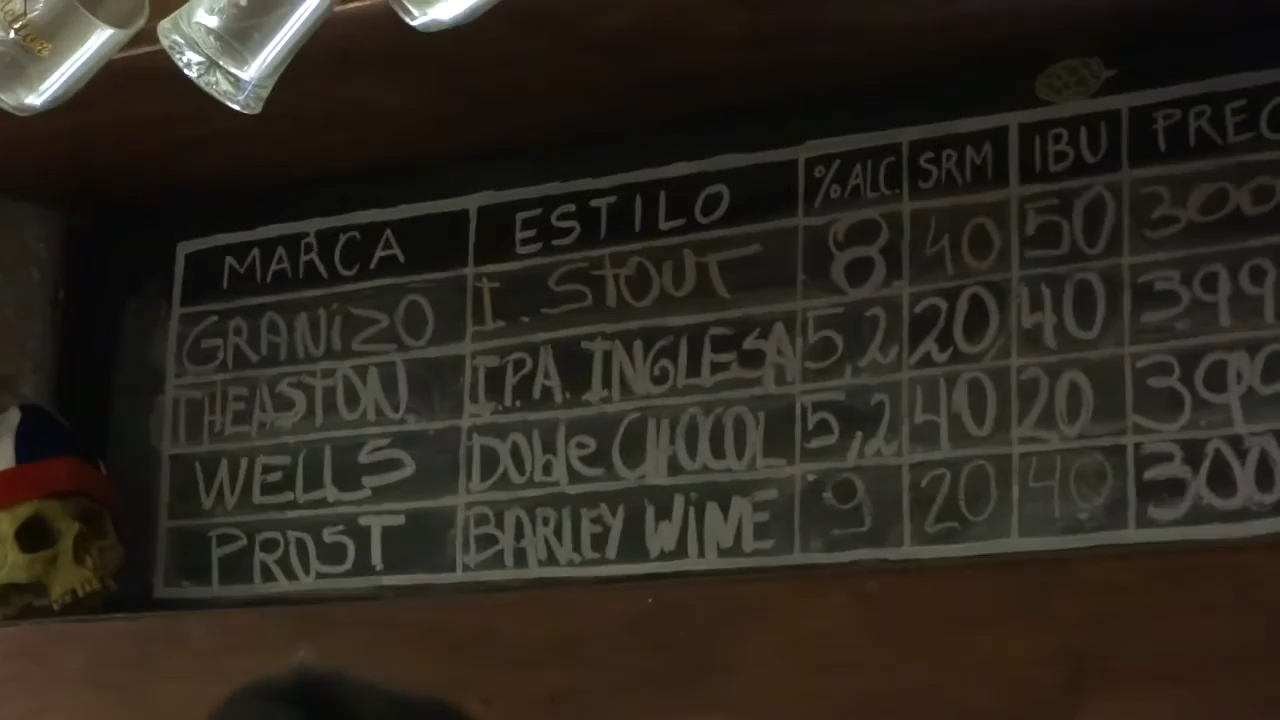 MARCA ESTILO %ALC. SRM IBU PREC
GRANIZO I. STOUT 8 40 50 300
THEASTON. I.P.A. INGLESA 5,2 20 40 399
WELLS DOble CHOCOL 5,2 40 20 399
PROST BARLEY WiNE 9 20 40 300